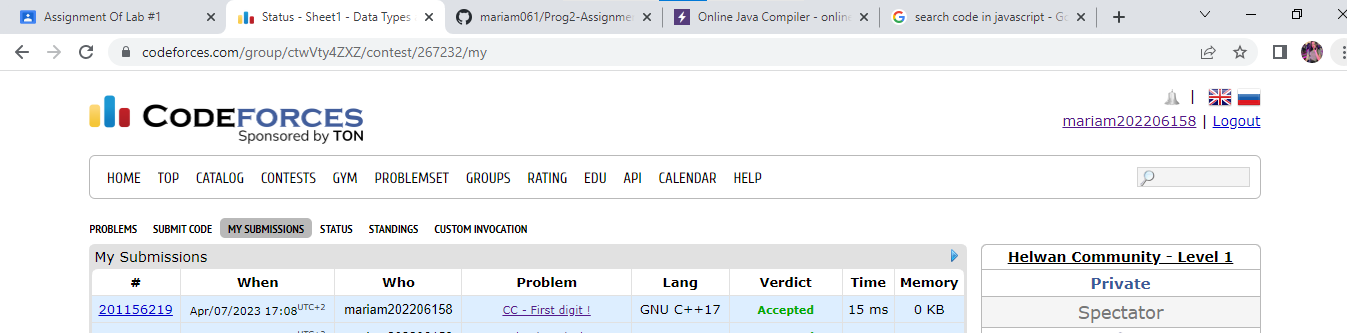 Assignment Of Lab #1
Status - Sheet1 - Data Types
mariam061/Prog2-Assignme
Online Java Compiler - online
search code in javascript - Go
codeforces.com/group/ctwVty4ZXZ/contest/267232/my
CODEFORCES
Sponsored by TON
|
mariam202206158 | Logout
HOME TOP CATALOG CONTESTS GYM PROBLEMSET GROUPS RATING EDU API CALENDAR HELP
PROBLEMS SUBMIT CODE MY SUBMISSIONS STATUS STANDINGS CUSTOM INVOCATION
My Submissions
# When Who Problem Lang Verdict Time Memory
201156219 Apr/07/2023 17:08UTC+2 mariam202206158 CC - First digit ! GNU C++17 Accepted 15 ms 0 KB
Helwan Community - Level 1
Private
Spectator